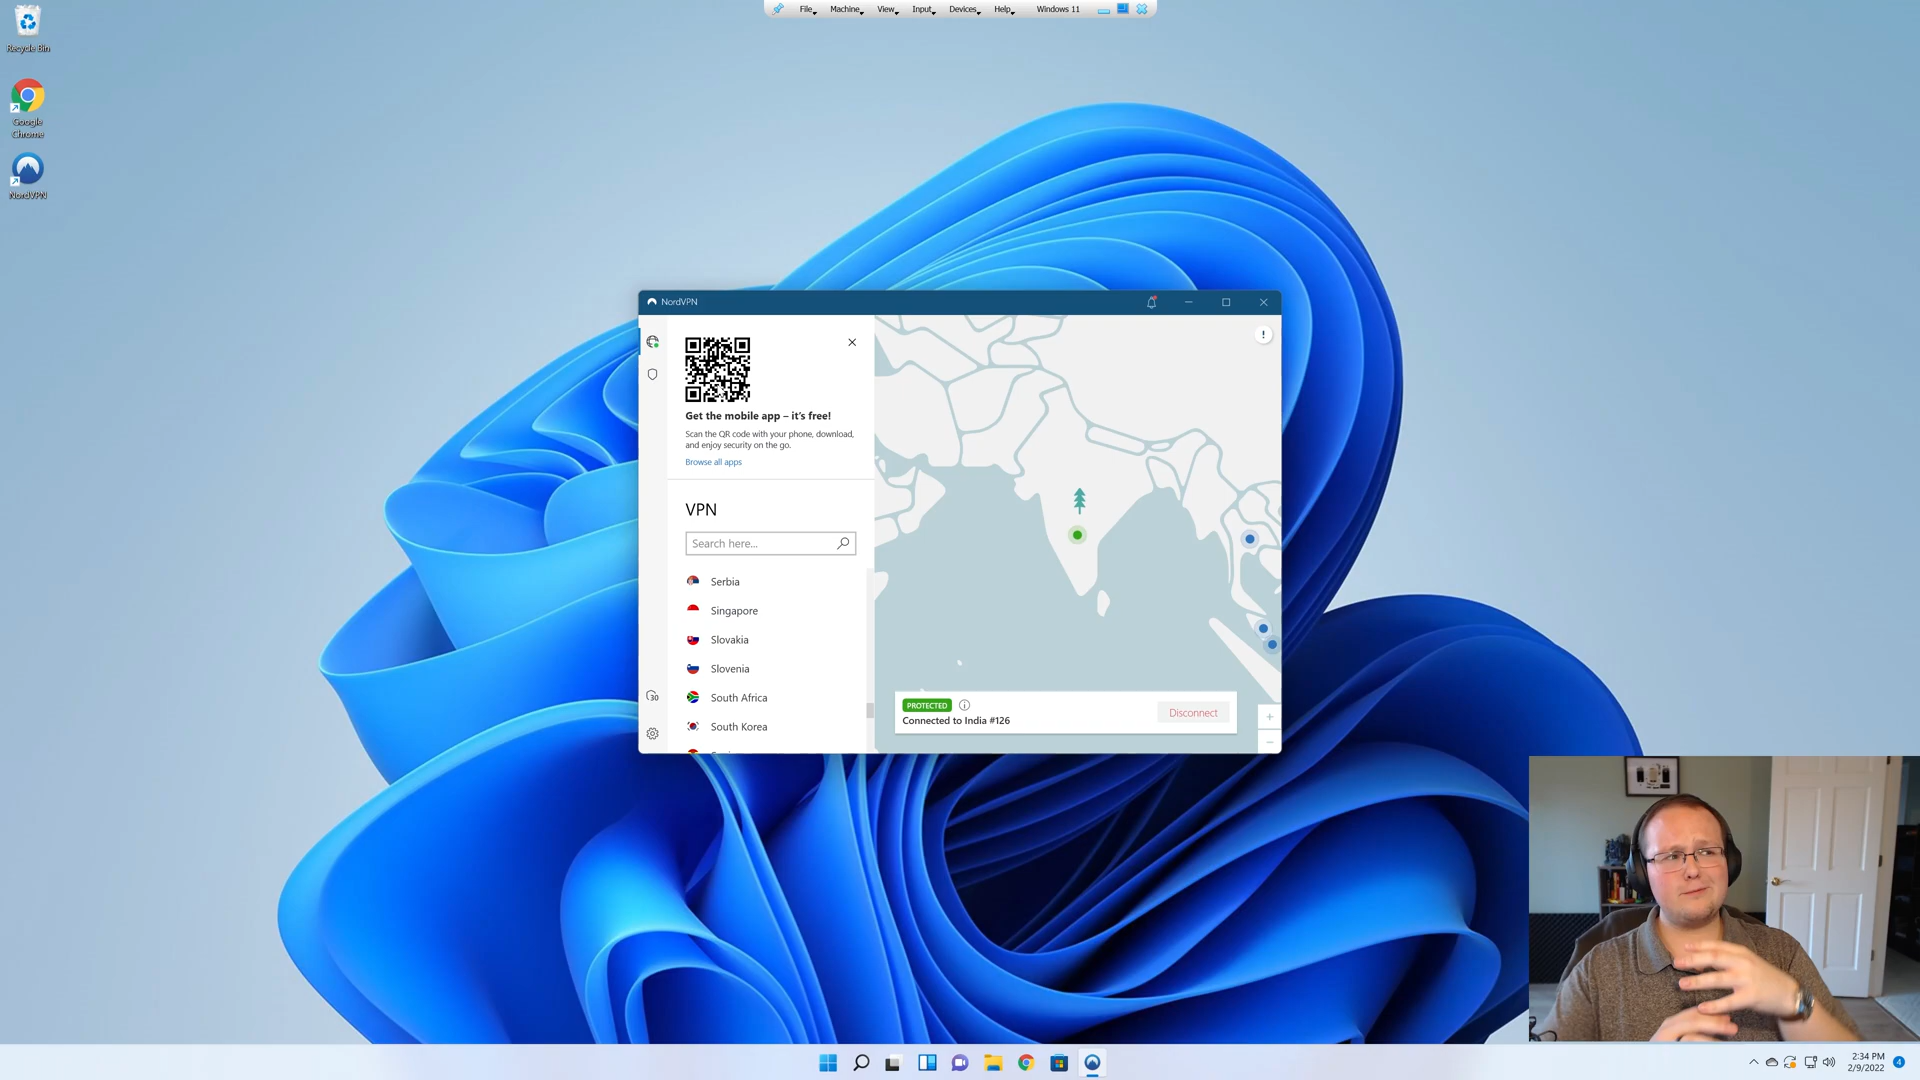 File
Machine
View
Input
Devices
Help
Windows 11
Recycle Bin
Google
Chrome
NordVPN
NordVPN
Get the mobile app – it's free!
Scan the QR code with your phone, download,
and enjoy security on the go.
Browse all apps
VPN
Search here...
Serbia
Singapore
Slovakia
Slovenia
South Africa
South Korea
30
PROTECTED
Connected to India #126
Disconnect
2:34 PM
2/9/2022
4